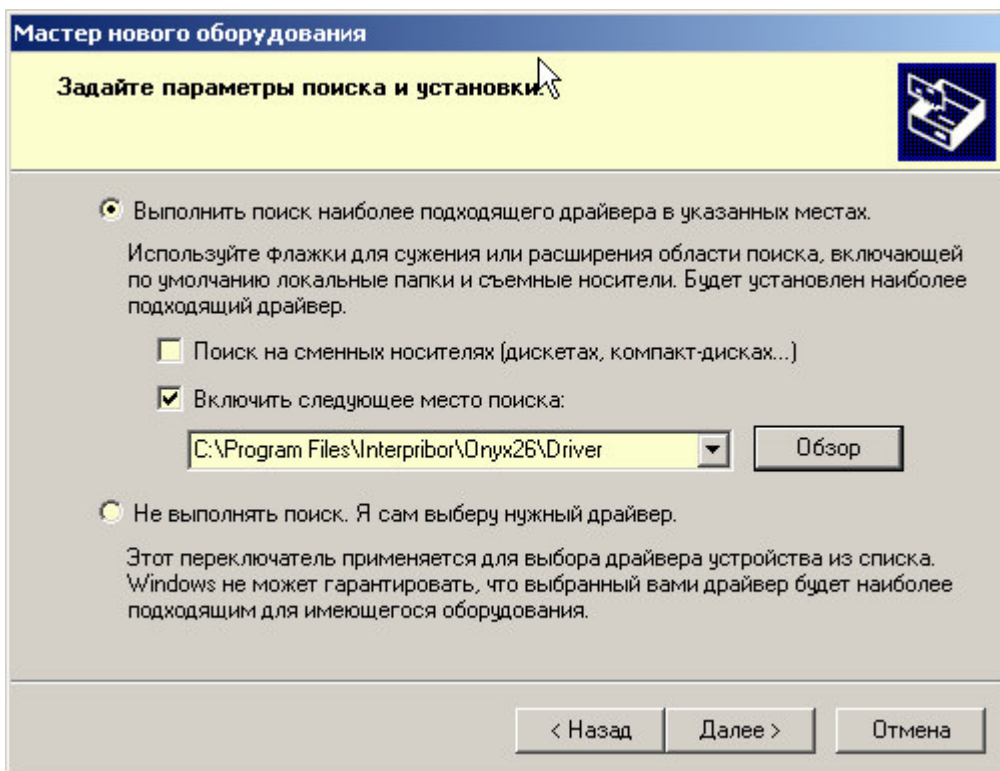 Мастер нового оборудования
Задайте параметры поиска и установки.
Выполнить поиск наиболее подходящего драйвера в указанных местах.
Используйте флажки для сужения или расширения области поиска, включающей
по умолчанию локальные папки и съемные носители. Будет установлен наиболее
подходящий драйвер.
Поиск на сменных носителях (дискетах, компакт-дисках...)
Включить следующее место поиска:
C:\Program Files\Interpribor\Onyx26\Driver
Обзор
Не выполнять поиск. Я сам выберу нужный драйвер.
Этот переключатель применяется для выбора драйвера устройства из списка.
Windows не может гарантировать, что выбранный вами драйвер будет наиболее
подходящим для имеющегося оборудования.
< Назад Далее > Отмена